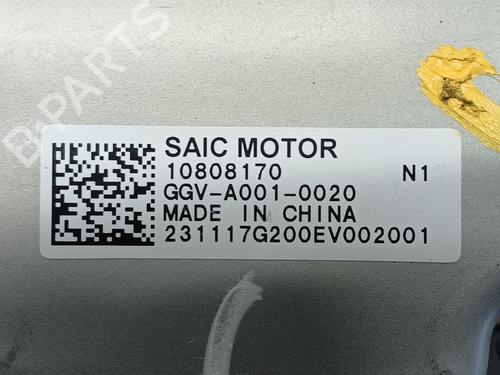 B-PARTS
SAIC MOTOR
10808170 N1
GGV-A001-0020
MADE IN CHINA
231117G200EV002001